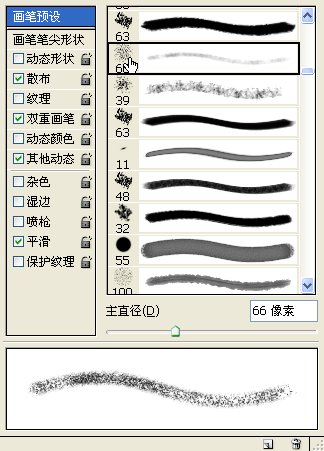 画笔预设
画笔笔尖形状
动态形状
散布
纹理
双重画笔
动态颜色
其他动态
杂色
湿边
喷枪
平滑
保护纹理
63
39
63
11
48
32
55
100
主直径(D)
66 像素